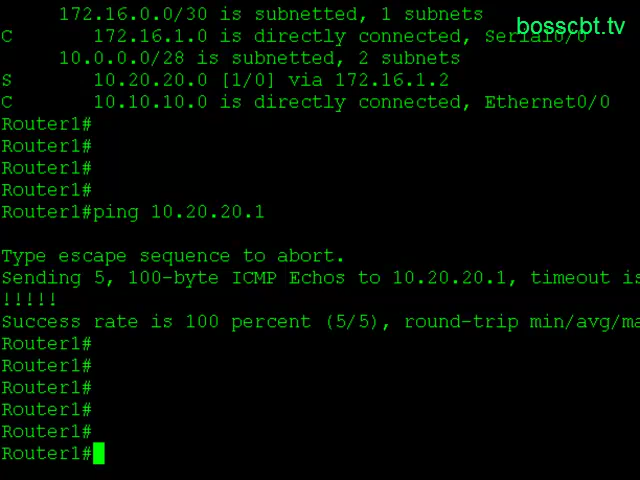 172.16.0.0/30 is subnetted, 1 subnets
bosscbt.tv
C       172.16.1.0 is directly connected, Serial0/0
10.0.0.0/28 is subnetted, 2 subnets
S       10.20.20.0 [1/0] via 172.16.1.2
C       10.10.10.0 is directly connected, Ethernet0/0
Router1#
Router1#
Router1#
Router1#
Router1#ping 10.20.20.1
Type escape sequence to abort.
Sending 5, 100-byte ICMP Echos to 10.20.20.1, timeout is
!!!!!
Success rate is 100 percent (5/5), round-trip min/avg/ma
Router1#
Router1#
Router1#
Router1#
Router1#
Router1#